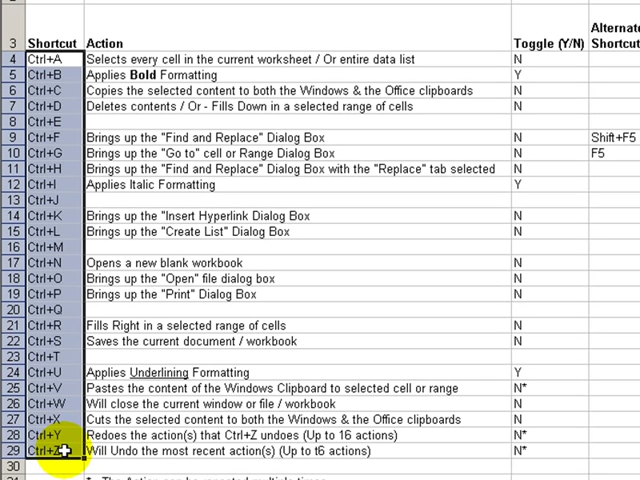 Alternate
3 Shortcut Action Toggle (Y/N) Shortcut
4 Ctrl+A Selects every cell in the current worksheet / Or entire data list N
5 Ctrl+B Applies Bold Formatting Y
6 Ctrl+C Copies the selected content to both the Windows & the Office clipboards N
7 Ctrl+D Deletes contents / Or - Fills Down in a selected range of cells N
8 Ctrl+E
9 Ctrl+F Brings up the "Find and Replace" Dialog Box N Shift+F5
10 Ctrl+G Brings up the "Go to" cell or Range Dialog Box N F5
11 Ctrl+H Brings up the "Find and Replace" Dialog Box with the "Replace" tab selected N
12 Ctrl+I Applies Italic Formatting Y
13 Ctrl+J
14 Ctrl+K Brings up the "Insert Hyperlink Dialog Box N
15 Ctrl+L Brings up the "Create List" Dialog Box N
16 Ctrl+M
17 Ctrl+N Opens a new blank workbook N
18 Ctrl+O Brings up the "Open" file dialog box N
19 Ctrl+P Brings up the "Print" Dialog Box N
20 Ctrl+Q
21 Ctrl+R Fills Right in a selected range of cells N
22 Ctrl+S Saves the current document / workbook N
23 Ctrl+T
24 Ctrl+U Applies Underlining Formatting Y
25 Ctrl+V Pastes the content of the Windows Clipboard to selected cell or range N*
26 Ctrl+W Will close the current window or file / workbook N
27 Ctrl+X Cuts the selected content to both the Windows & the Office clipboards N
28 Ctrl+Y Redoes the action(s) that Ctrl+Z undoes (Up to 16 actions) N*
29 Ctrl+Z Will Undo the most recent action(s) (Up to t6 actions) N*
30
* - The Action can be repeated multiple times